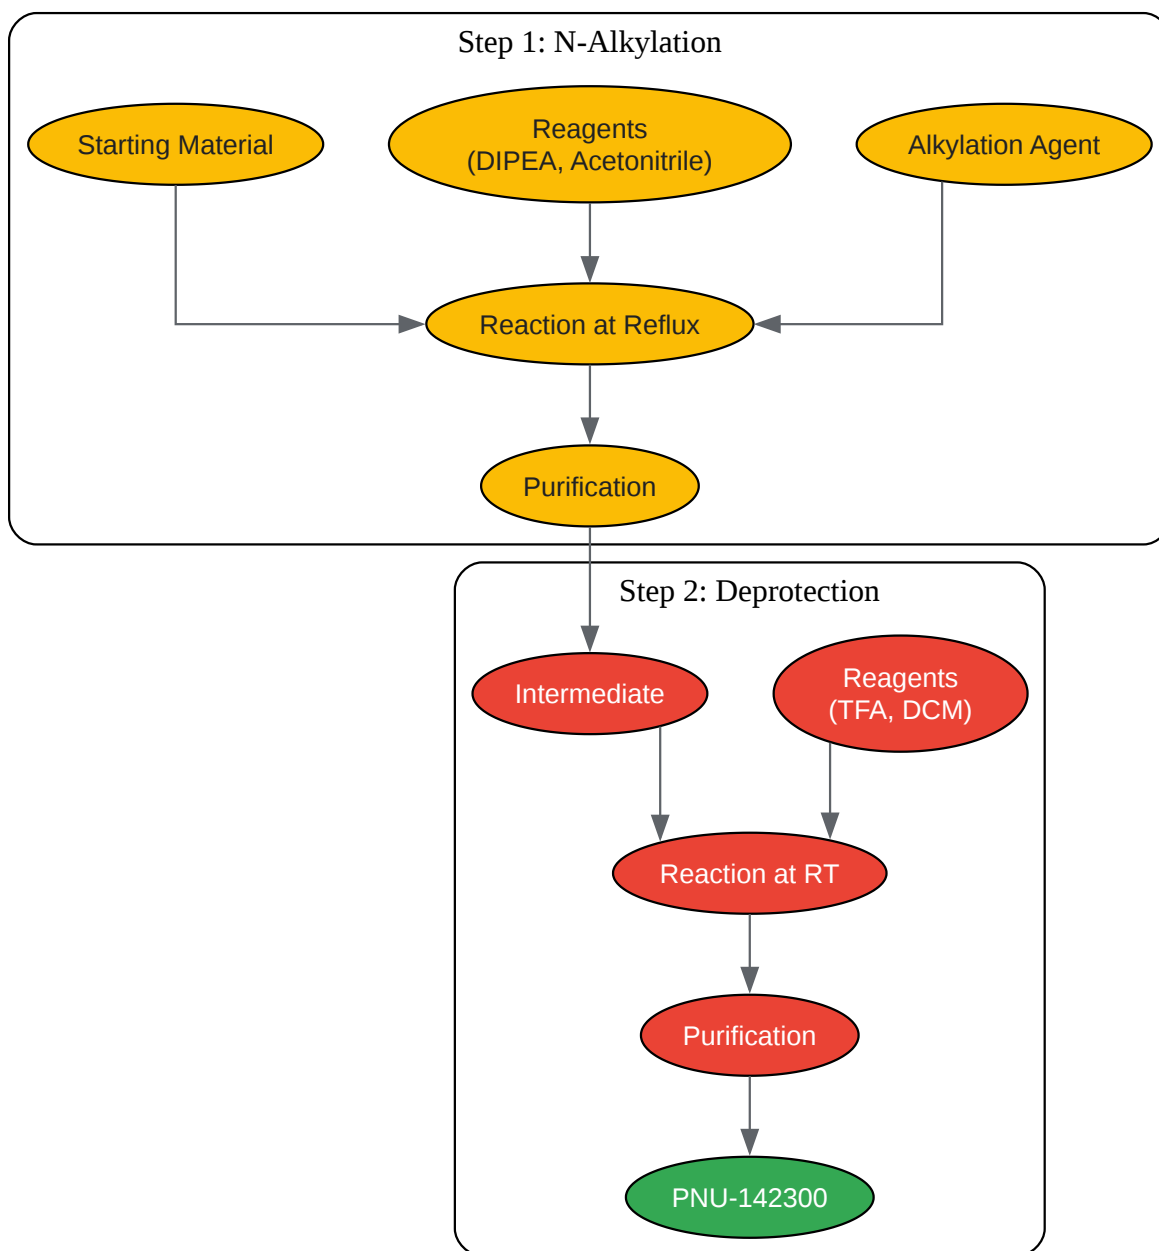 Step 1: N-Alkylation
Starting Material
Reagents
(DIPEA, Acetonitrile)
Alkylation Agent
Reaction at Reflux
Purification
Step 2: Deprotection
Intermediate
Reagents
(TFA, DCM)
Reaction at RT
Purification
PNU-142300